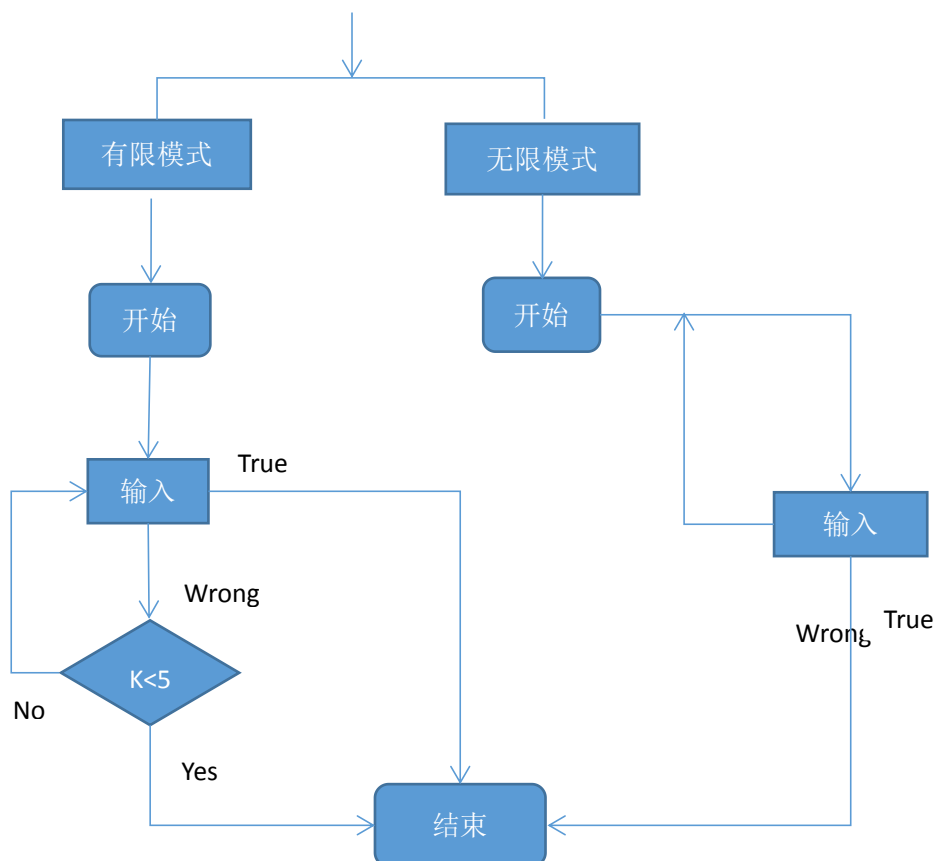 有限模式
无限模式
开始
开始
True
输入
输入
Wrong
Wrong
True
K<5
No
Yes
结束